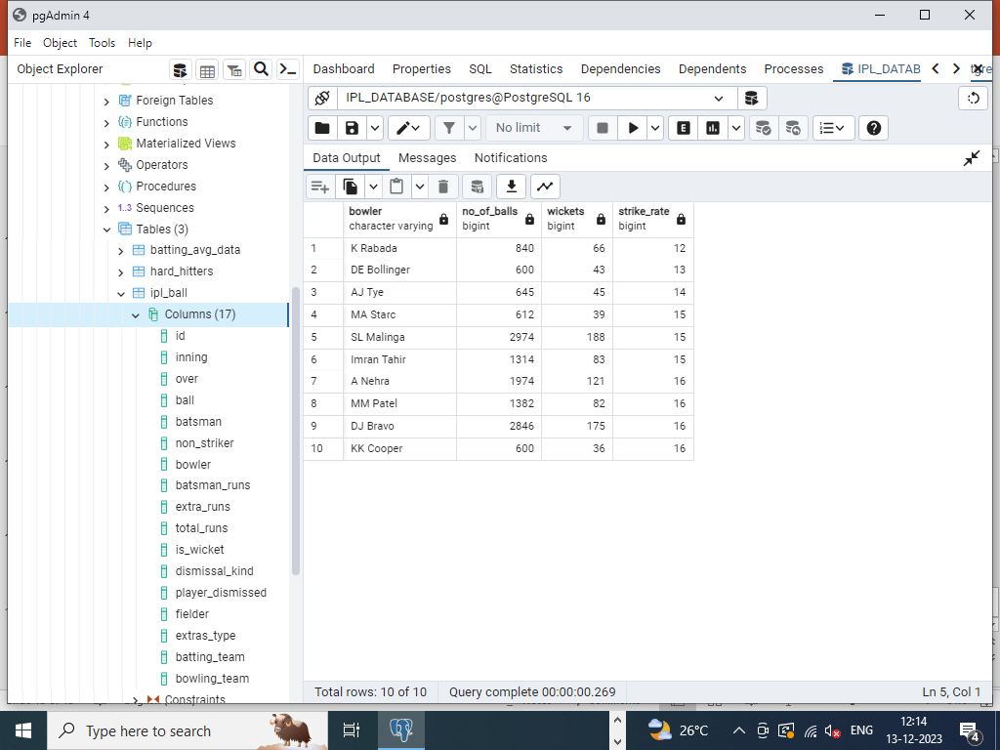 pgAdmin 4
File Object Tools Help
Object Explorer
Dashboard Properties SQL Statistics Dependencies Dependents Processes IPL_DATAB
IPL_DATABASE/postgres@PostgreSQL 16
No limit
E
Data Output Messages Notifications
Foreign Tables
Functions
Materialized Views
Operators
Procedures
1..3 Sequences
Tables (3)
batting_avg_data
hard_hitters
ipl_ball
Columns (17)
id
inning
over
ball
batsman
non_striker
bowler
batsman_runs
extra_runs
total_runs
is_wicket
dismissal_kind
player_dismissed
fielder
extras_type
batting_team
bowling_team
Constraints
bowler no_of_balls wickets strike_rate
character varying bigint bigint bigint
1 K Rabada 840 66 12
2 DE Bollinger 600 43 13
3 AJ Tye 645 45 14
4 MA Starc 612 39 15
5 SL Malinga 2974 188 15
6 Imran Tahir 1314 83 15
7 A Nehra 1974 121 16
8 MM Patel 1382 82 16
9 DJ Bravo 2846 175 16
10 KK Cooper 600 36 16
Total rows: 10 of 10 Query complete 00:00:00.269 Ln 5, Col 1
Type here to search
26°C
ENG
12:14
13-12-2023
4